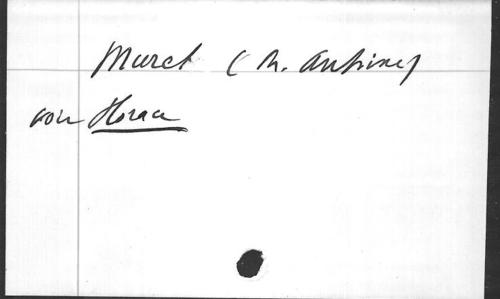 Muret (M. Antoine)
voir Horace